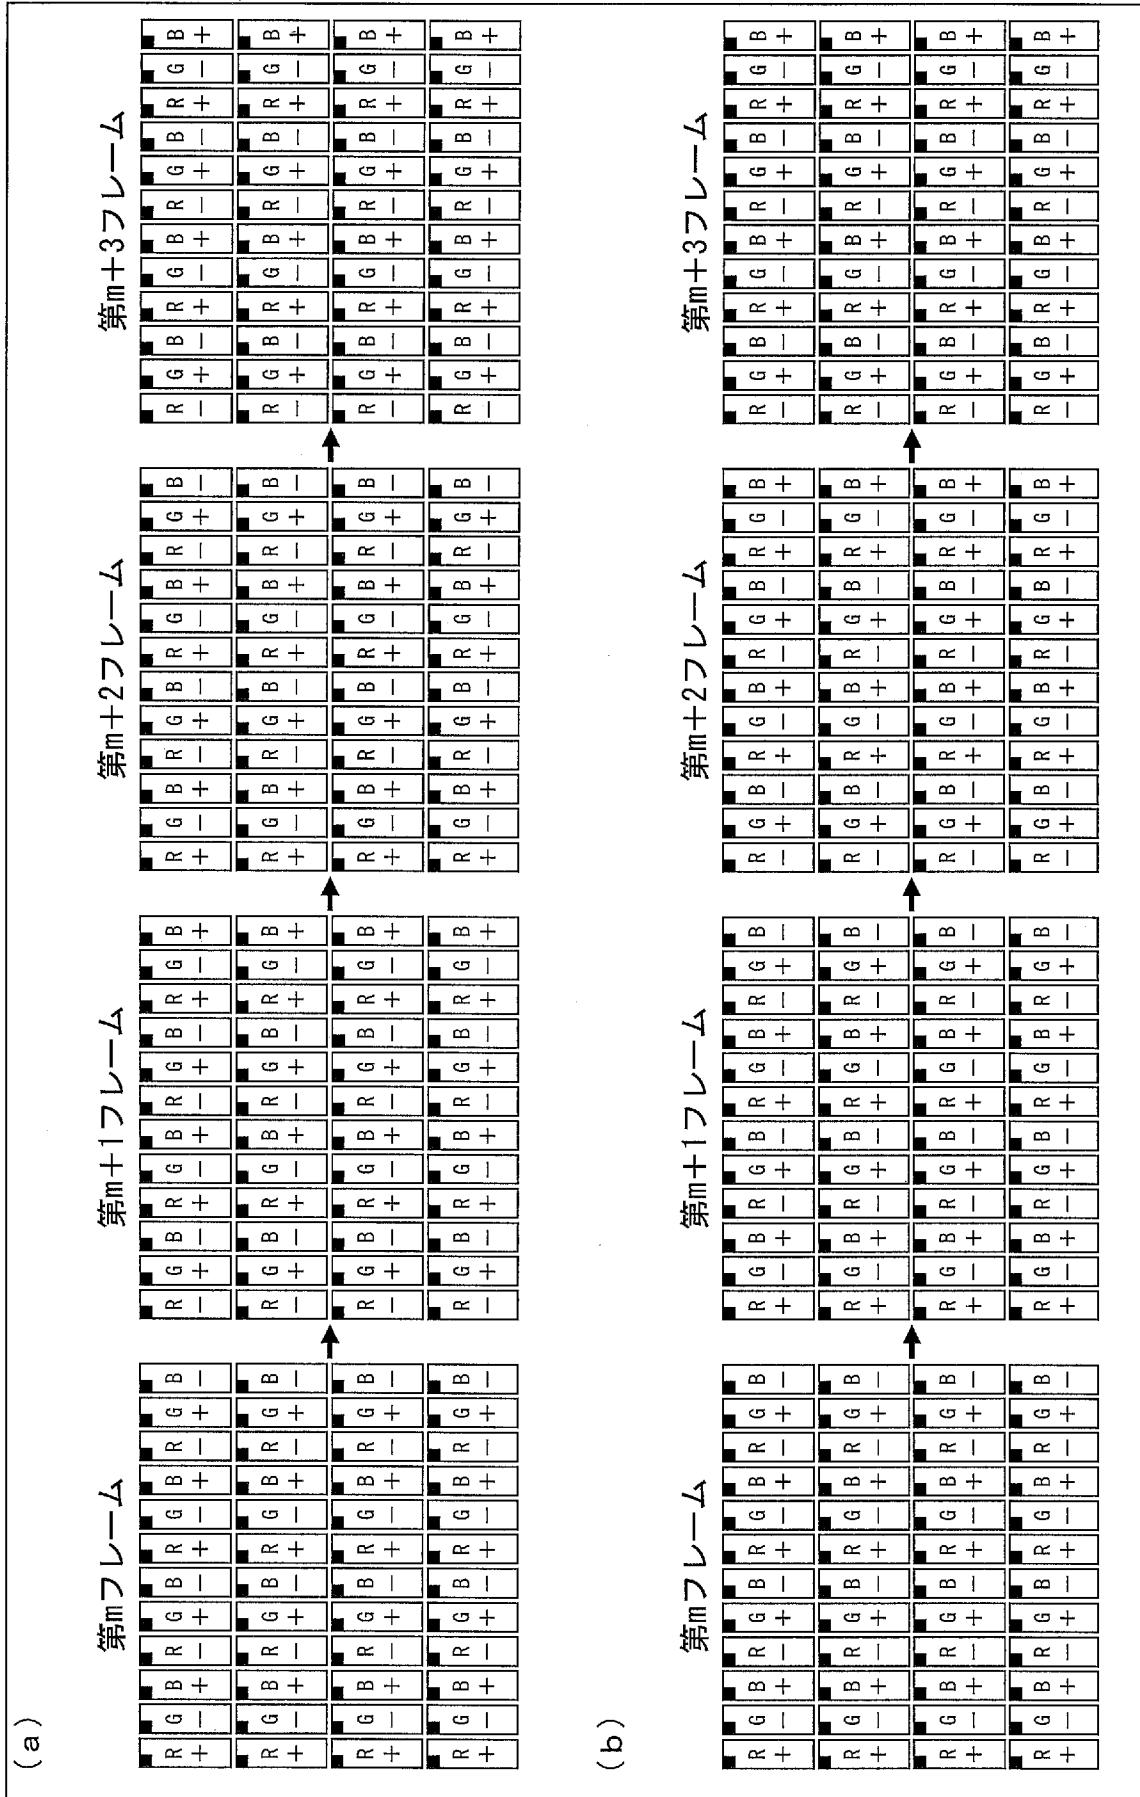 (a)
第mフレーム
R G B R G B R G B R G B
+ − + − + − + − + − + −
R G B R G B R G B R G B
+ − + − + − + − + − + −
R G B R G B R G B R G B
+ − + − + − + − + − + −
R G B R G B R G B R G B
+ − + − + − + − + − + −
第m+1フレーム
R G B R G B R G B R G B
− + − + − + − + − + − +
R G B R G B R G B R G B
− + − + − + − + − + − +
R G B R G B R G B R G B
− + − + − + − + − + − +
R G B R G B R G B R G B
− + − + − + − + − + − +
第m+2フレーム
R G B R G B R G B R G B
+ − + − + − + − + − + −
R G B R G B R G B R G B
+ − + − + − + − + − + −
R G B R G B R G B R G B
+ − + − + − + − + − + −
R G B R G B R G B R G B
+ − + − + − + − + − + −
第m+3フレーム
R G B R G B R G B R G B
− + − + − + − + − + − +
R G B R G B R G B R G B
− + − + − + − + − + − +
R G B R G B R G B R G B
− + − + − + − + − + − +
R G B R G B R G B R G B
− + − + − + − + − + − +
(b)
第mフレーム
R G B R G B R G B R G B
+ − + − + − + − + − + −
R G B R G B R G B R G B
+ − + − + − + − + − + −
R G B R G B R G B R G B
+ − + − + − + − + − + −
R G B R G B R G B R G B
+ − + − + − + − + − + −
第m+1フレーム
R G B R G B R G B R G B
+ − + − + − + − + − + −
R G B R G B R G B R G B
+ − + − + − + − + − + −
R G B R G B R G B R G B
+ − + − + − + − + − + −
R G B R G B R G B R G B
+ − + − + − + − + − + −
第m+2フレーム
R G B R G B R G B R G B
− + − + − + − + − + − +
R G B R G B R G B R G B
− + − + − + − + − + − +
R G B R G B R G B R G B
− + − + − + − + − + − +
R G B R G B R G B R G B
− + − + − + − + − + − +
第m+3フレーム
R G B R G B R G B R G B
− + − + − + − + − + − +
R G B R G B R G B R G B
− + − + − + − + − + − +
R G B R G B R G B R G B
− + − + − + − + − + − +
R G B R G B R G B R G B
− + − + − + − + − + − +